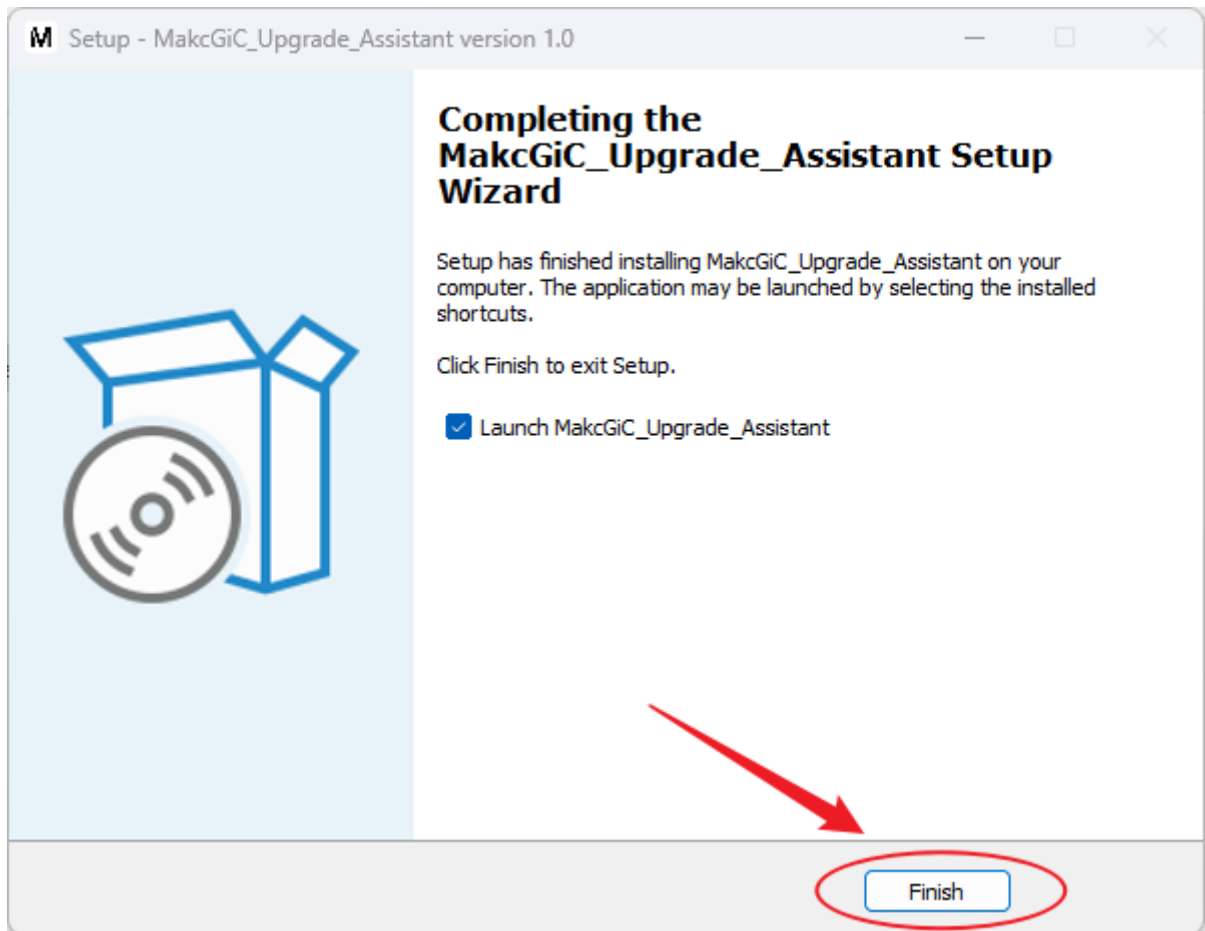 Setup - MakcGiC_Upgrade_Assistant version 1.0
Completing the
MakcGiC_Upgrade_Assistant Setup
Wizard
Setup has finished installing MakcGiC_Upgrade_Assistant on your
computer. The application may be launched by selecting the installed
shortcuts.
Click Finish to exit Setup.
Launch MakcGiC_Upgrade_Assistant
Finish